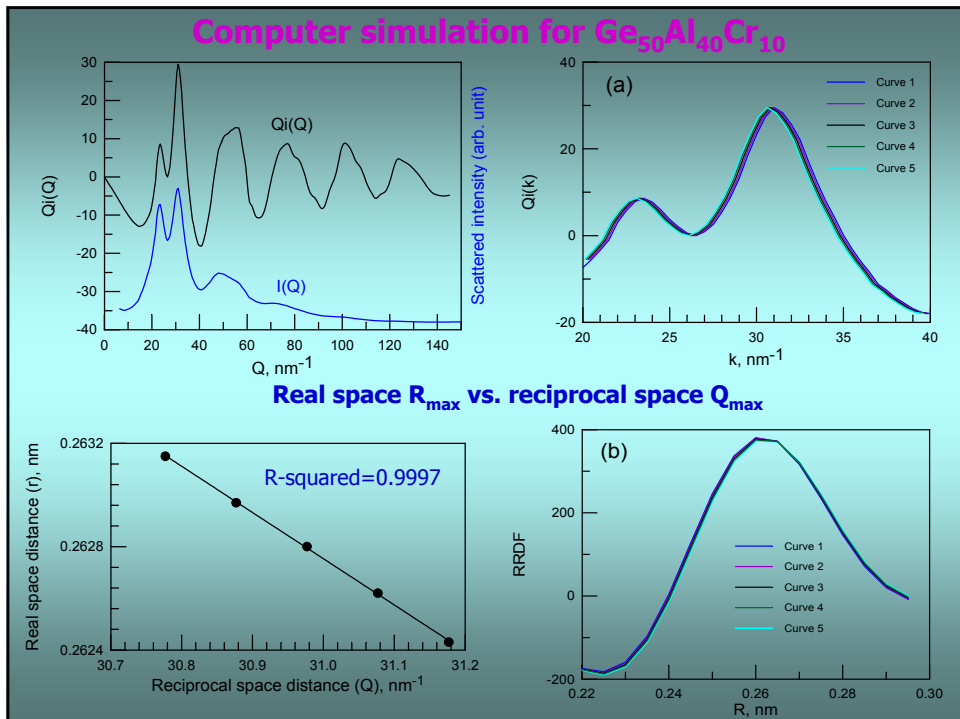 Computer simulation for Ge50Al40Cr10
30
20
10
0
-10
-20
-30
-40
Qi(Q)
Qi(Q)
I(Q)
Scattered intensity (arb. unit)
0 20 40 60 80 100 120 140
Q, nm-1
(a)
40
20
0
-20
Qi(k)
Curve 1
Curve 2
Curve 3
Curve 4
Curve 5
20 25 30 35 40
k, nm-1
Real space Rmax vs. reciprocal space Qmax
0.2632
0.2628
0.2624
Real space distance (r), nm
R-squared=0.9997
30.7 30.8 30.9 31.0 31.1 31.2
Reciprocal space distance (Q), nm-1
(b)
400
200
0
-200
RRDF
Curve 1
Curve 2
Curve 3
Curve 4
Curve 5
0.22 0.24 0.26 0.28 0.30
R, nm